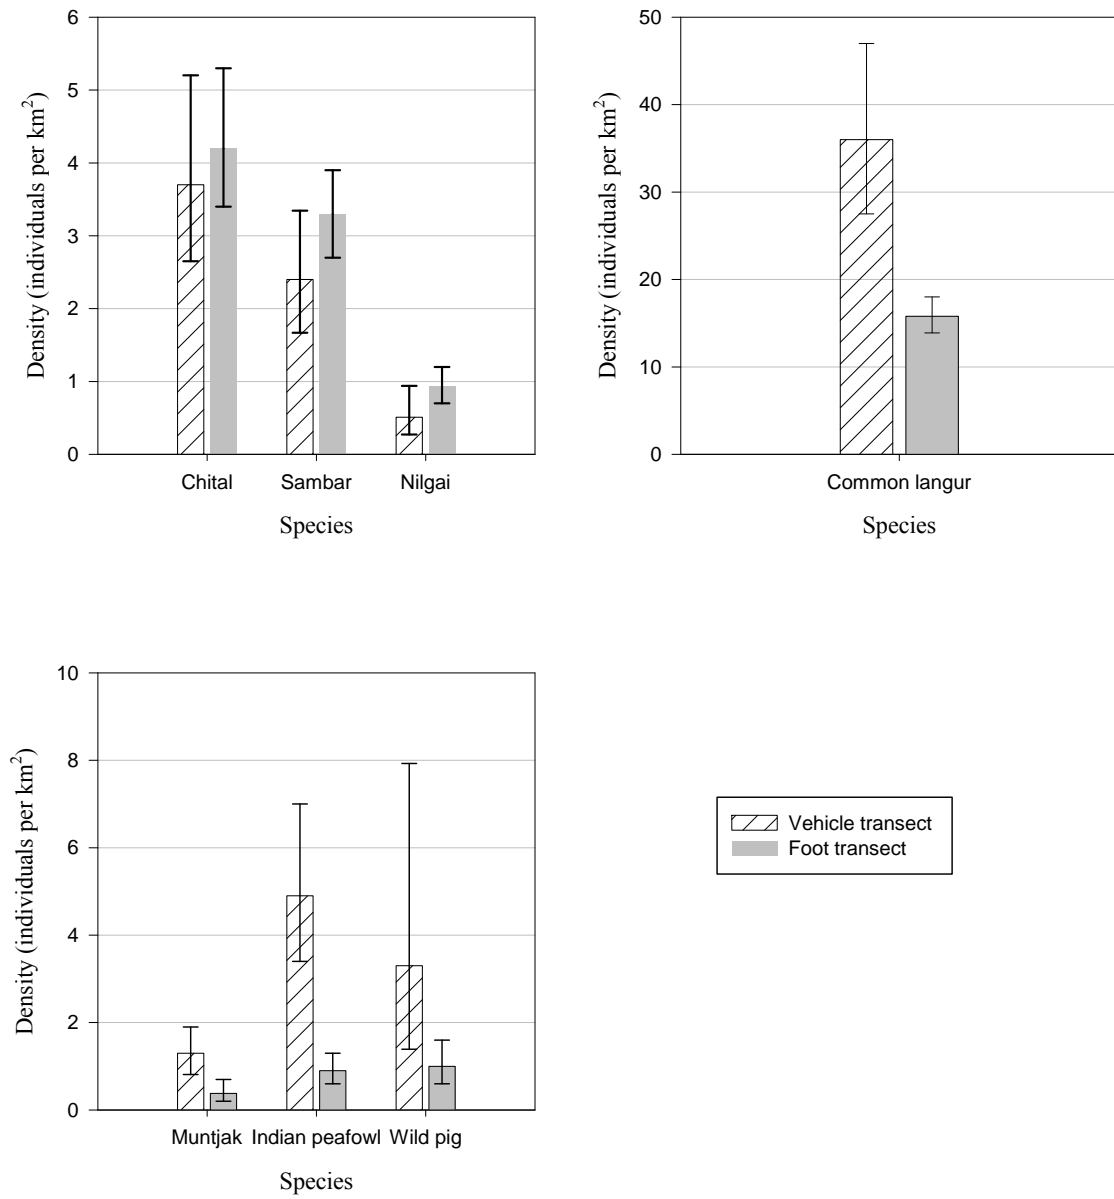 Density (individuals per km²)
6
5
4
3
2
1
0
Chital Sambar Nilgai
Species
Density (individuals per km²)
50
40
30
20
10
0
Common langur
Species
Density (individuals per km²)
10
8
6
4
2
0
Muntjak Indian peafowl Wild pig
Species
Vehicle transect
Foot transect